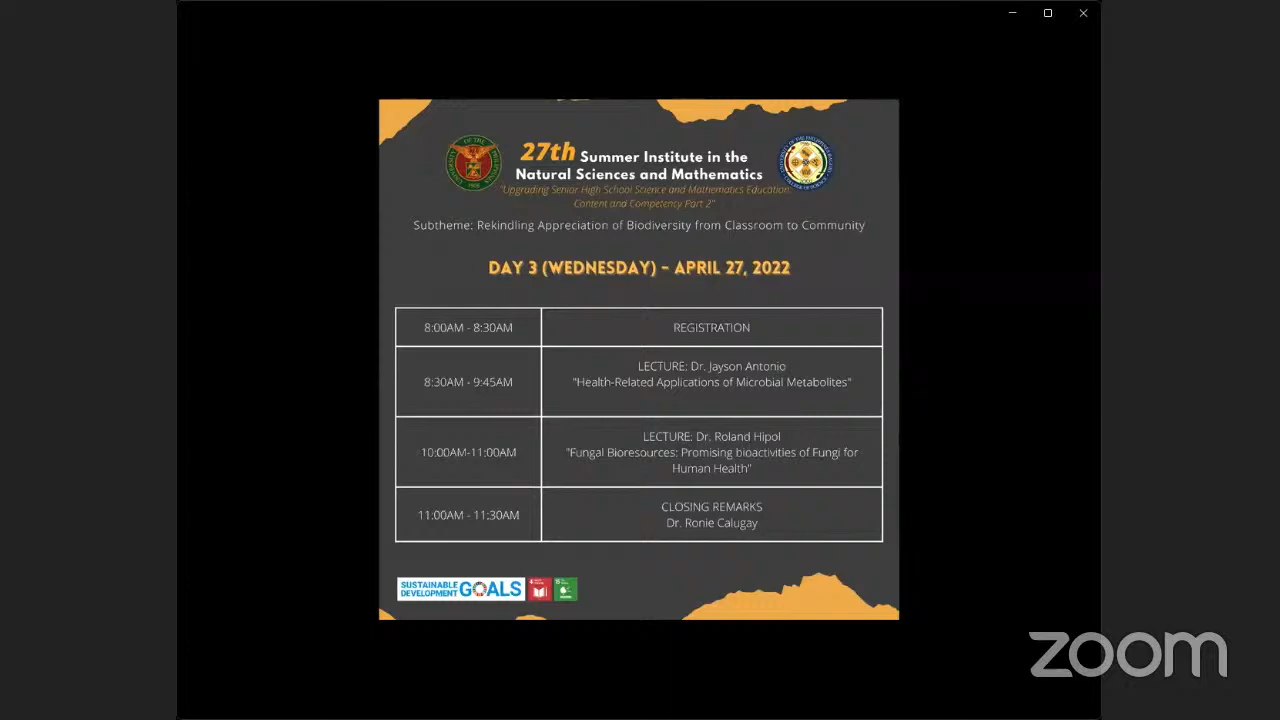 27th Summer Institute in the
Natural Sciences and Mathematics
"Upgrading Senior High School Science and Mathematics Education:
Content and Competency Part 2"
Subtheme: Rekindling Appreciation of Biodiversity from Classroom to Community
DAY 3 (WEDNESDAY) - APRIL 27, 2022
8:00AM - 8:30AM
REGISTRATION
8:30AM - 9:45AM
LECTURE: Dr. Jayson Antonio
"Health-Related Applications of Microbial Metabolites"
10:00AM-11:00AM
LECTURE: Dr. Roland Hipol
"Fungal Bioresources: Promising bioactivities of Fungi for
Human Health"
11:00AM - 11:30AM
CLOSING REMARKS
Dr. Ronie Calugay
SUSTAINABLE
DEVELOPMENT GOALS
zoom